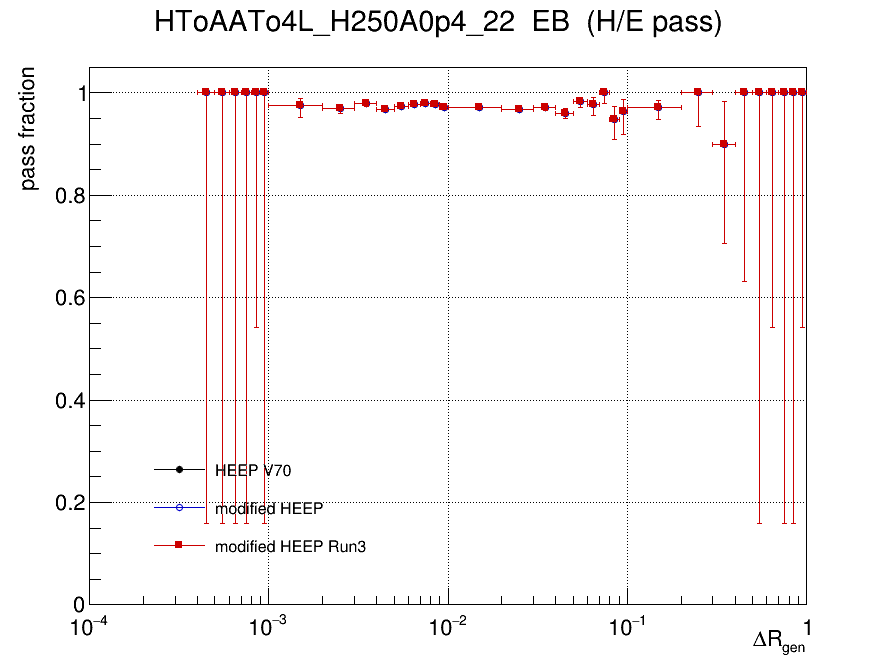 HToAATo4L_H250A0p4_22 EB (H/E pass)
pass fraction
1
0.8
0.6
0.4
0.2
0
HEEP V70
modified HEEP
modified HEEP Run3
10⁻⁴ 10⁻³ 10⁻² 10⁻¹ 1
ΔR_gen